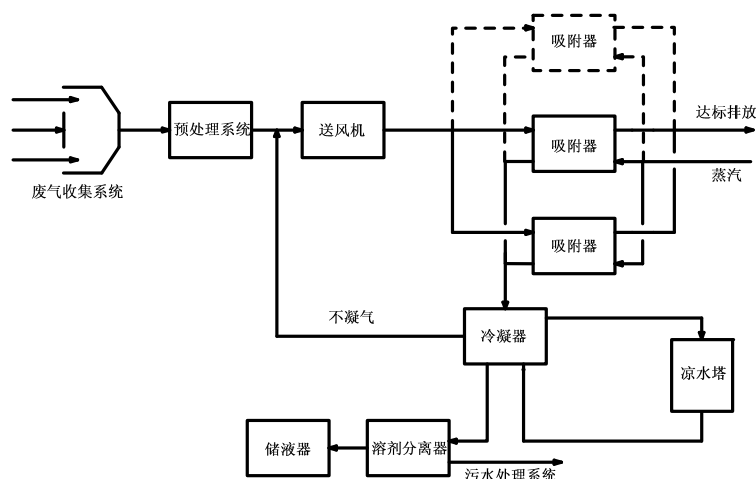 吸附器
达标排放
预处理系统
送风机
吸附器
蒸汽
废气收集系统
吸附器
不凝气
冷凝器
凉水塔
储液器
溶剂分离器
污水处理系统